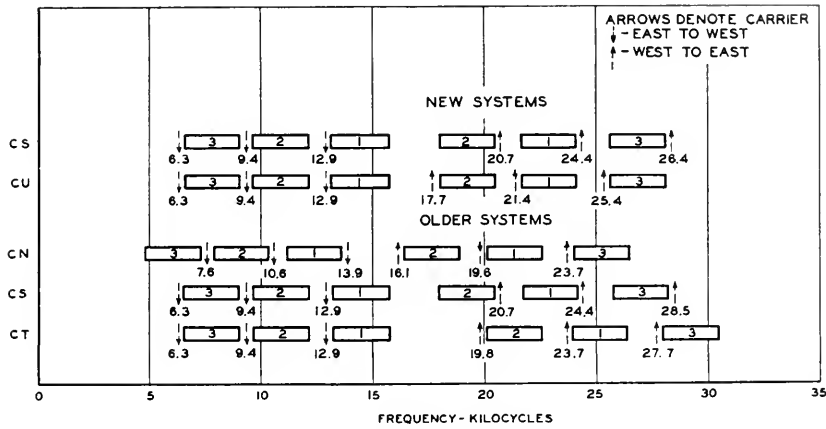 ARROWS DENOTE CARRIER
↓ - EAST TO WEST
↑ - WEST TO EAST
NEW SYSTEMS
CS 3 2 1 2 1 3
6.3 9.4 12.9 20.7 24.4 26.4
CU 3 2 1 2 1 3
6.3 9.4 12.9 17.7 21.4 25.4
OLDER SYSTEMS
CN 3 2 1 2 1 3
7.6 10.6 13.9 16.1 19.6 23.7
CS 3 2 1 2 1 3
6.3 9.4 12.9 20.7 24.4 28.5
CT 3 2 1 2 1 3
6.3 9.4 12.9 19.8 23.7 27.7
0 5 10 15 20 25 30 35
FREQUENCY - KILOCYCLES